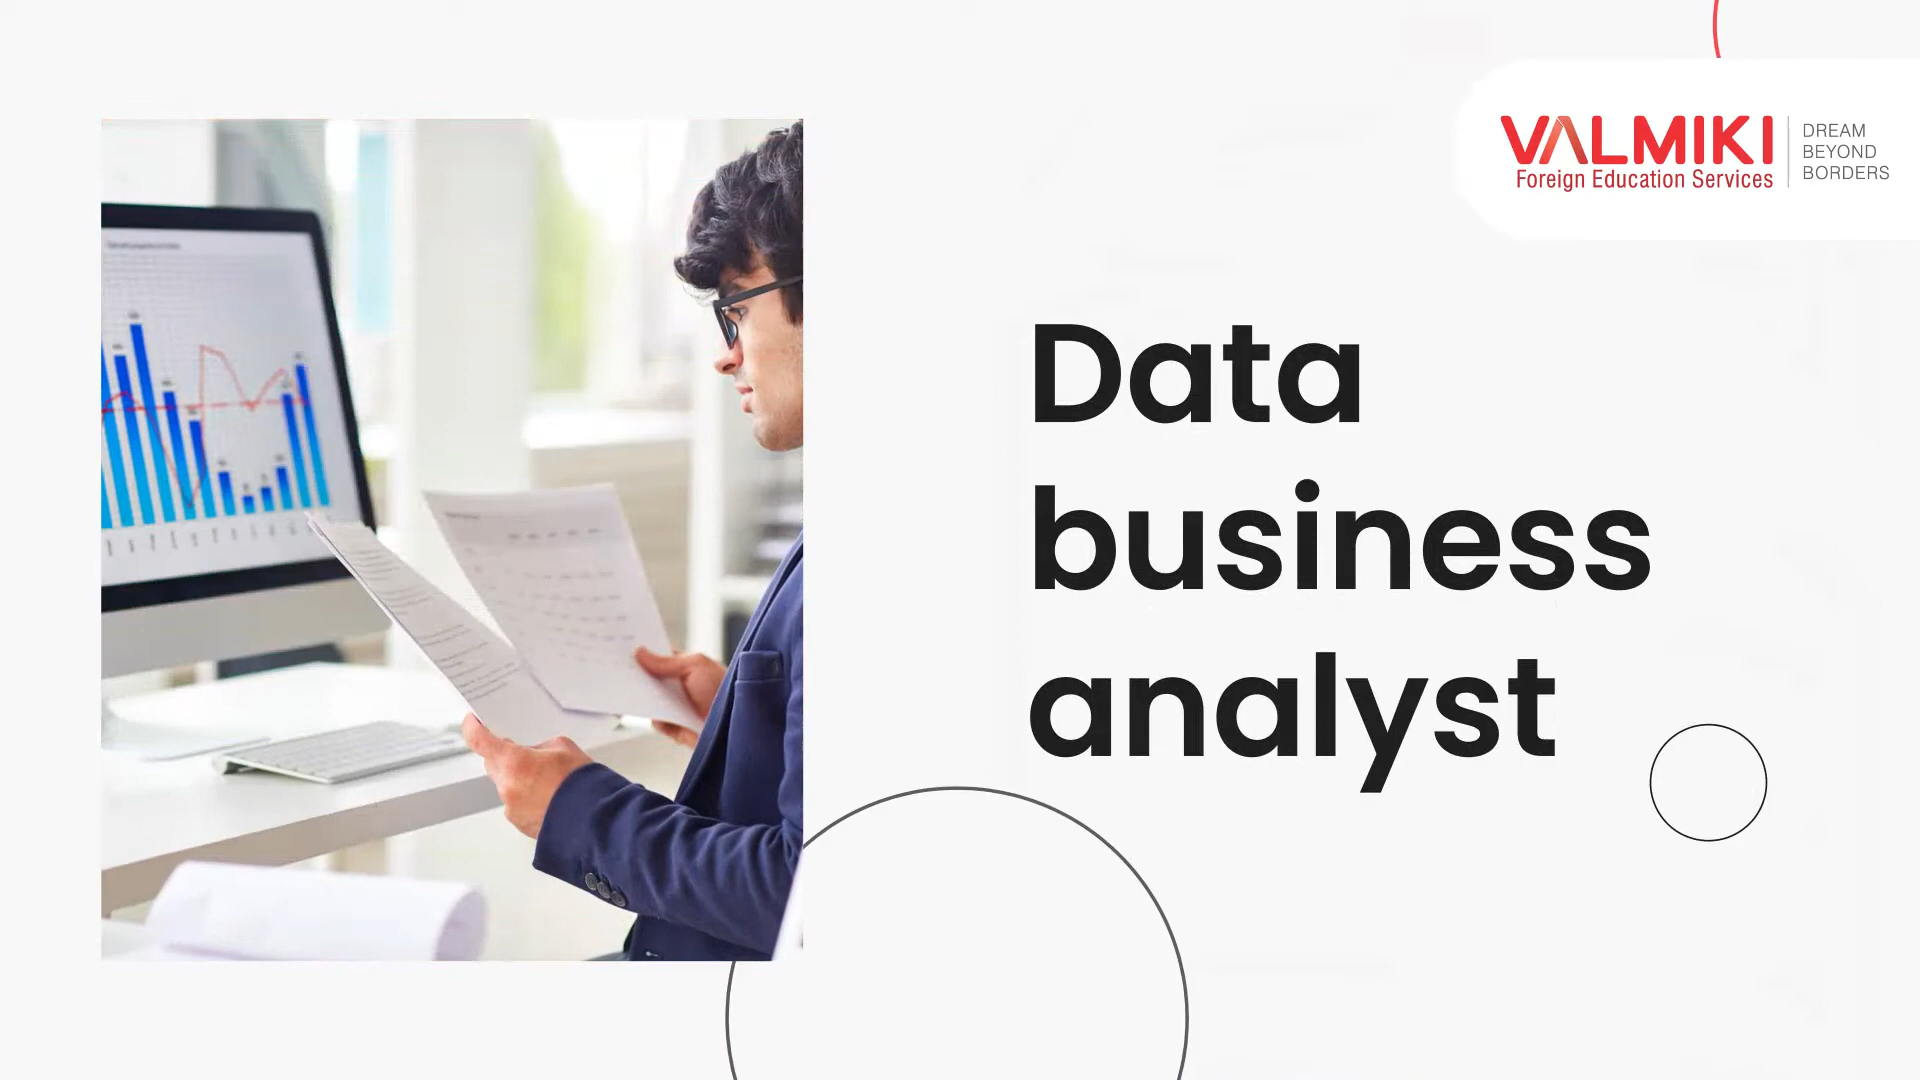 VALMIKI
Foreign Education Services
DREAM
BEYOND
BORDERS
Data
business
analyst